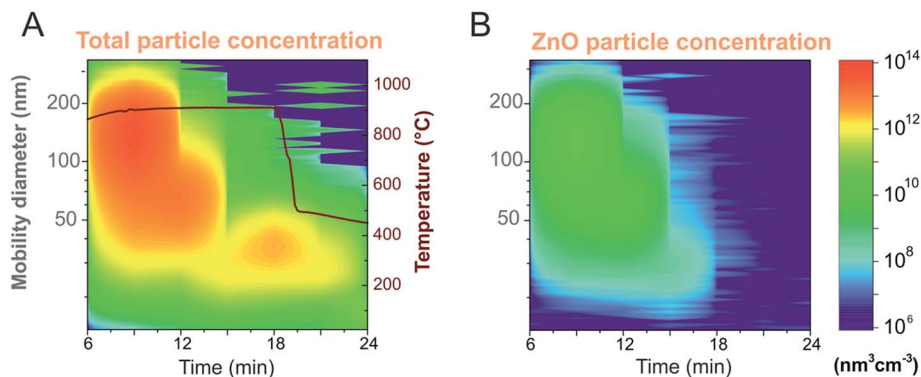 A
Total particle concentration
Mobility diameter (nm)
200
100
50
6
12
18
24
Time (min)
1000
800
600
400
200
Temperature (°C)
B
ZnO particle concentration
200
100
50
6
12
18
24
Time (min)
10^14
10^12
10^10
10^8
10^6
(nm³cm⁻³)